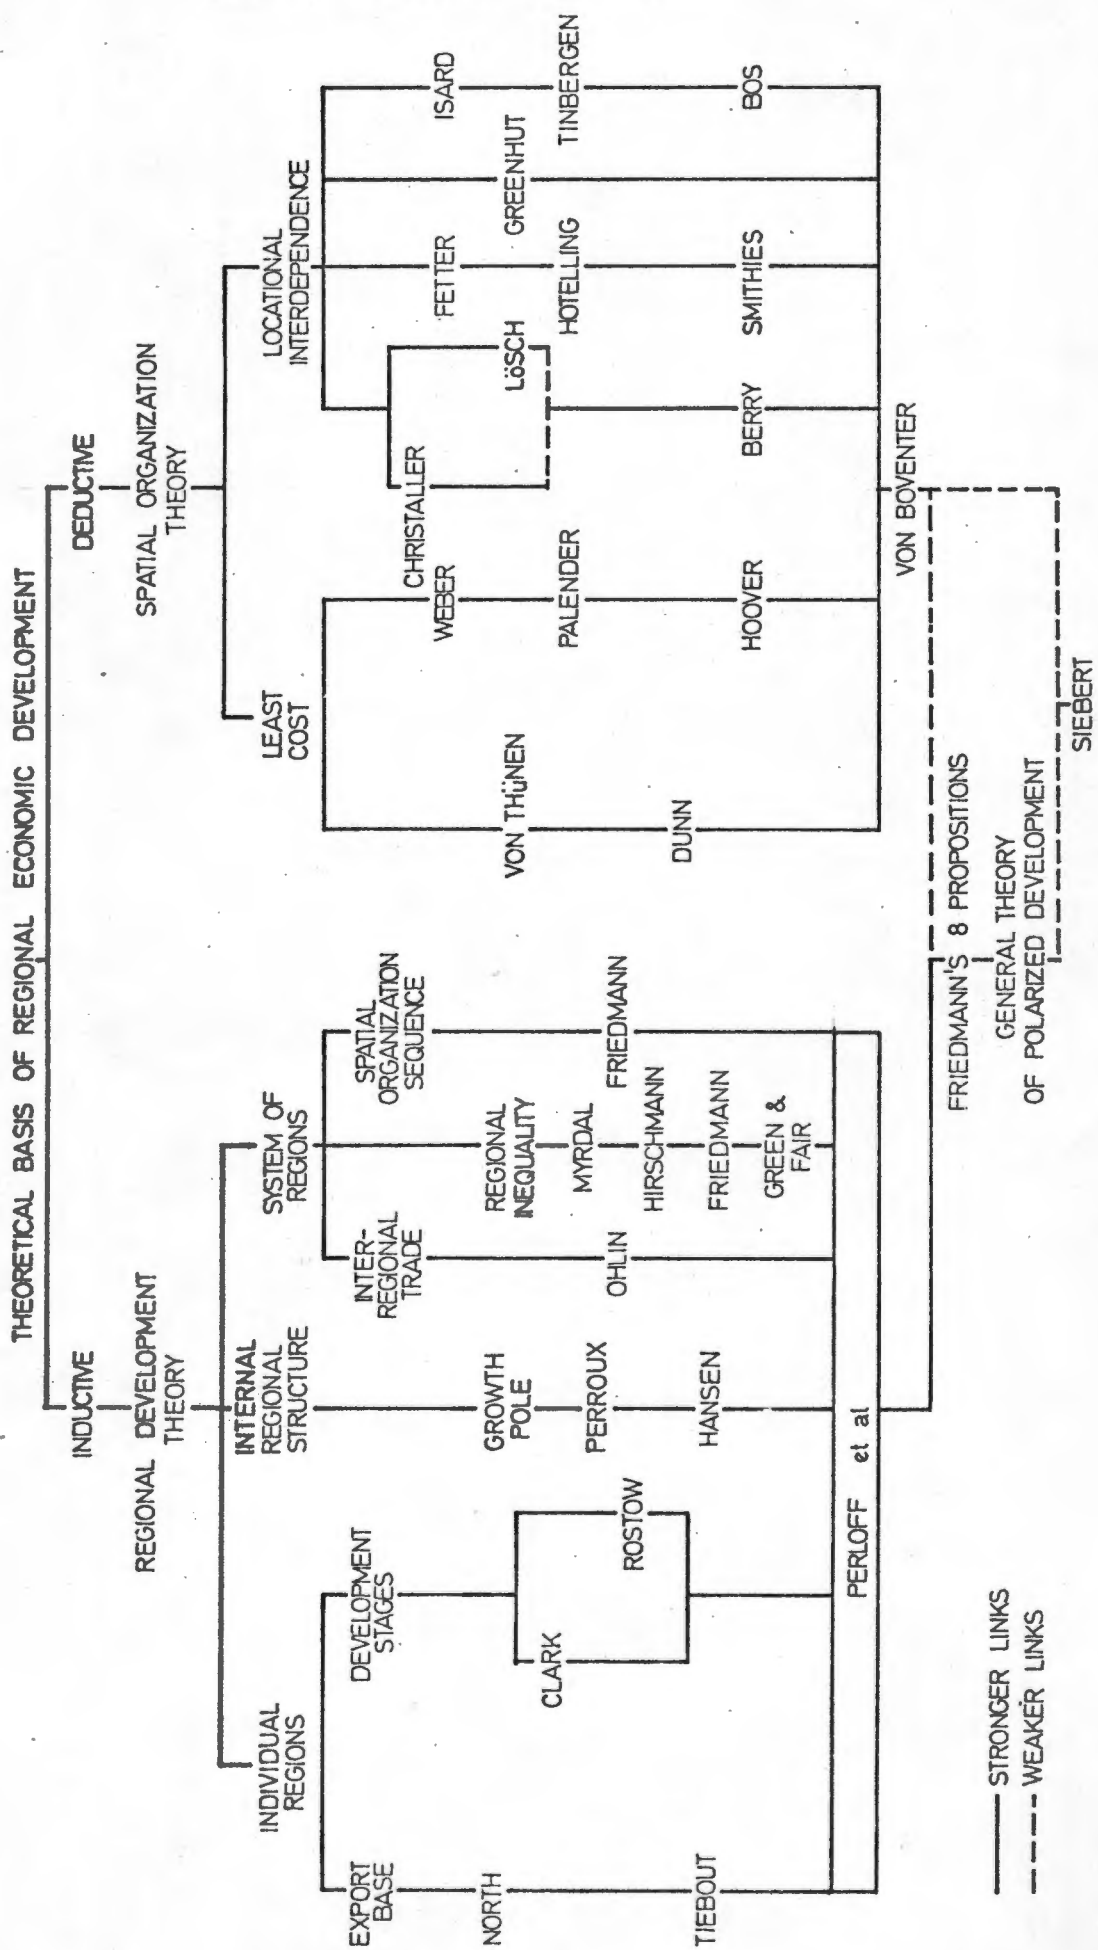 THEORETICAL BASIS OF REGIONAL ECONOMIC DEVELOPMENT
INDUCTIVE
REGIONAL DEVELOPMENT
THEORY
INDIVIDUAL
REGIONS
EXPORT
BASE
NORTH
TIEBOUT
DEVELOPMENT
STAGES
CLARK
ROSTOW
INTERNAL
REGIONAL
STRUCTURE
GROWTH
POLE
PERROUX
HANSEN
SYSTEM OF
REGIONS
INTER-
REGIONAL
TRADE
OHLIN
REGIONAL
INEQUALITY
MYRDAL
HIRSCHMANN
FRIEDMANN
GREEN &
FAIR
SPATIAL
ORGANIZATION
SEQUENCE
FRIEDMANN
PERLOFF et al
DEDUCTIVE
SPATIAL ORGANIZATION
THEORY
LEAST
COST
VON THÜNEN
DUNN
WEBER
PALENDER
HOOVER
LOCATIONAL
INTERDEPENDENCE
CHRISTALLER
LÖSCH
BERRY
FETTER
HOTELLING
SMITHIES
GREENHUT
ISARD
TINBERGEN
BOS
VON BOVENTER
FRIEDMANN'S 8 PROPOSITIONS
GENERAL THEORY
OF POLARIZED DEVELOPMENT
SIEBERT
STRONGER LINKS
WEAKER LINKS